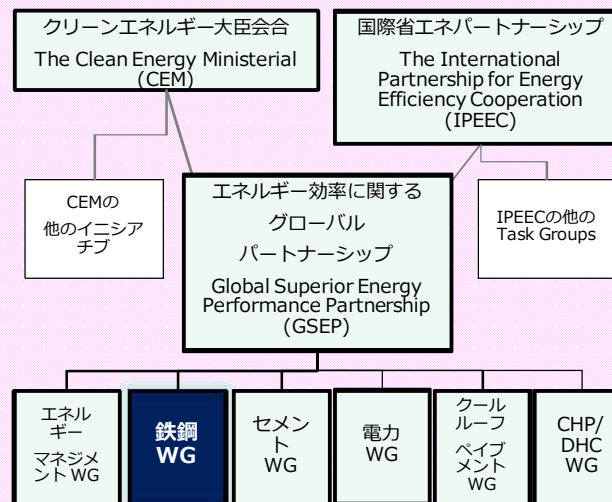 クリーンエネルギー大臣会合
The Clean Energy Ministerial
(CEM)
国際省エネパートナーシップ
The International
Partnership for Energy
Efficiency Cooperation
(IPEEC)
CEMの
他のイニシア
チブ
エネルギー効率に関する
グローバル
パートナーシップ
Global Superior Energy
Performance Partnership
(GSEP)
IPEECの他の
Task Groups
エネル
ギー
マネジメ
ント WG
鉄鋼
WG
セメン
ト
WG
電力
WG
クール
ルーフ
ペイブ
メント
WG
CHP/
DHC
WG